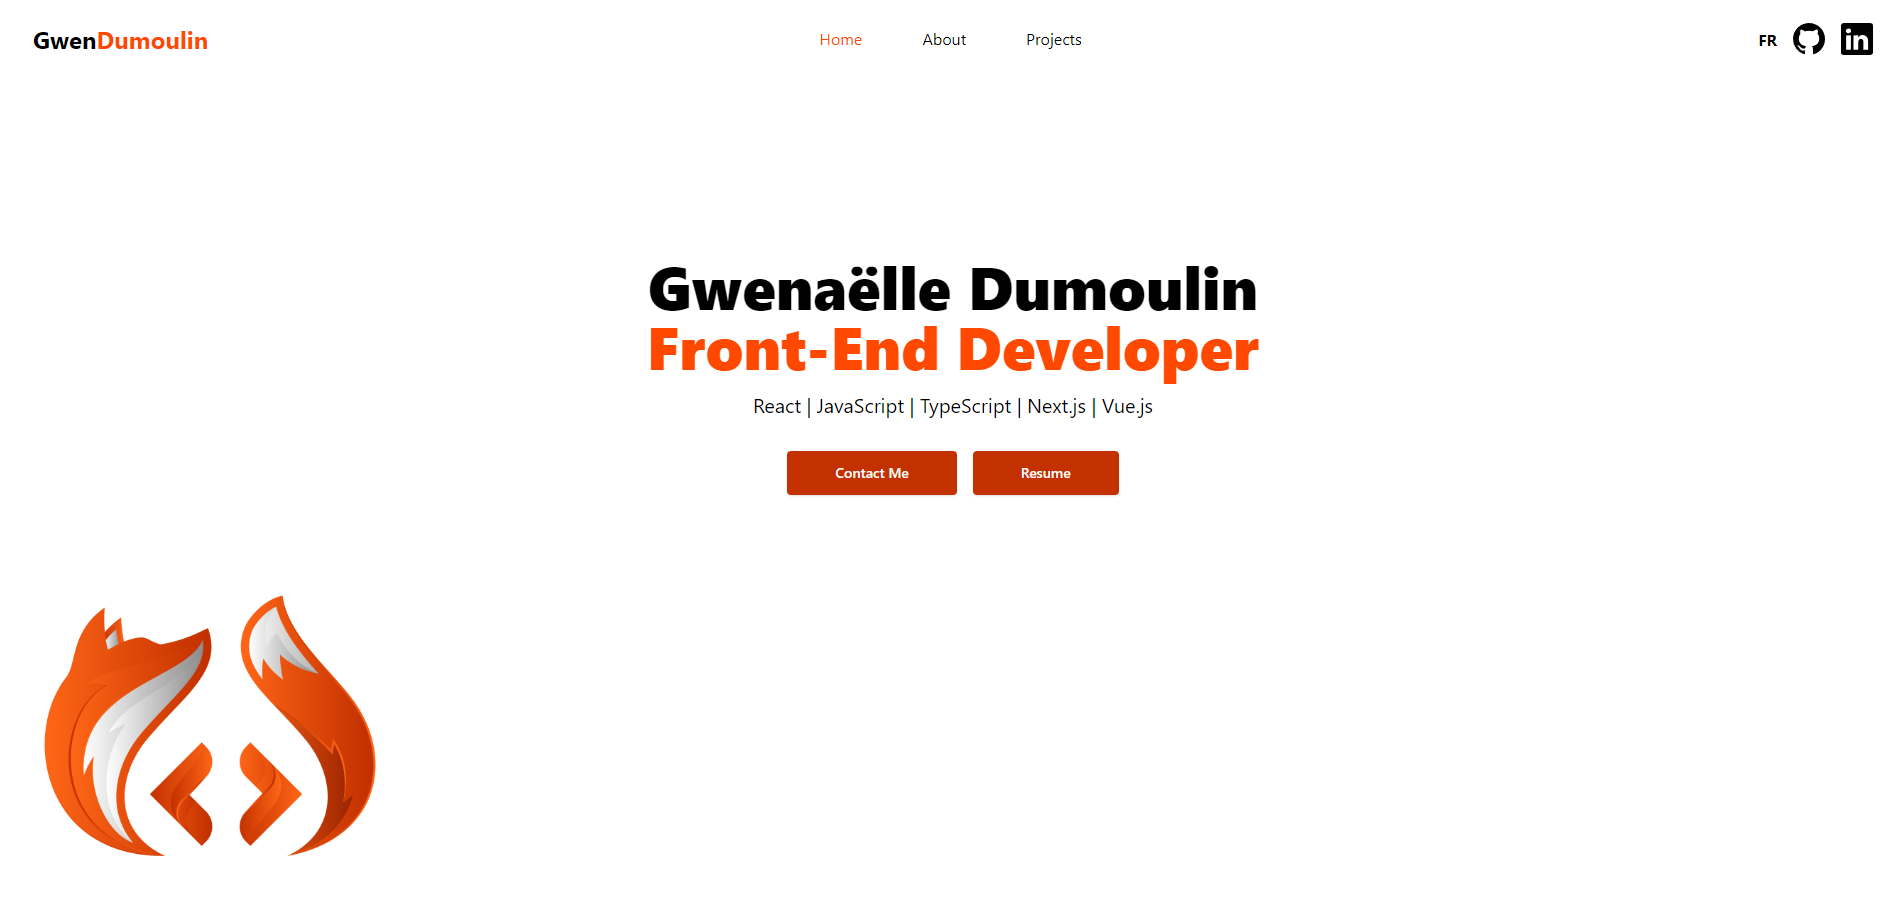 GwenDumoulin
Home About Projects
FR
Gwenaëlle Dumoulin
Front-End Developer
React | JavaScript | TypeScript | Next.js | Vue.js
Contact Me Resume